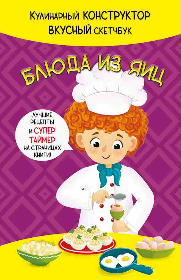 Кулинарный конструктор
вкусный скетчбук
БЛЮДА ИЗ ЯИЦ
ЛУЧШИЕ
РЕЦЕПТЫ
И СУПЕР
ТАЙМЕР
НА СТРАНИЦАХ
КНИГИ!